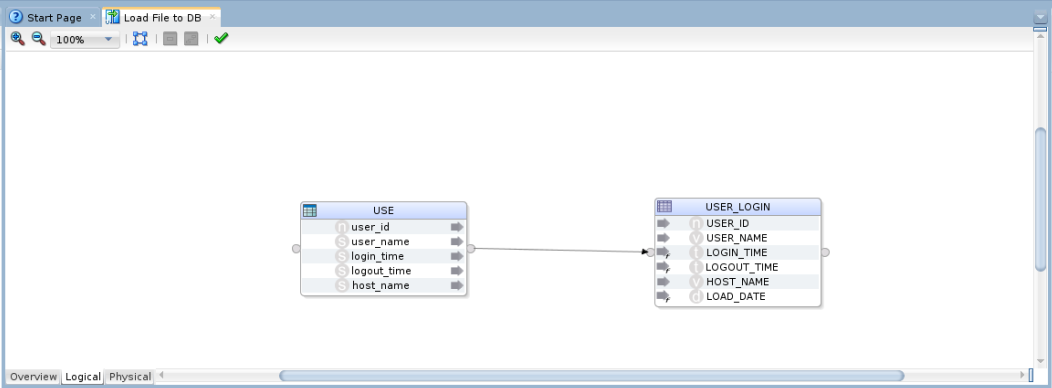 Start Page
Load File to DB
100%
USE
user_id
user_name
login_time
logout_time
host_name
USER_LOGIN
USER_ID
USER_NAME
LOGIN_TIME
LOGOUT_TIME
HOST_NAME
LOAD_DATE
Overview Logical Physical